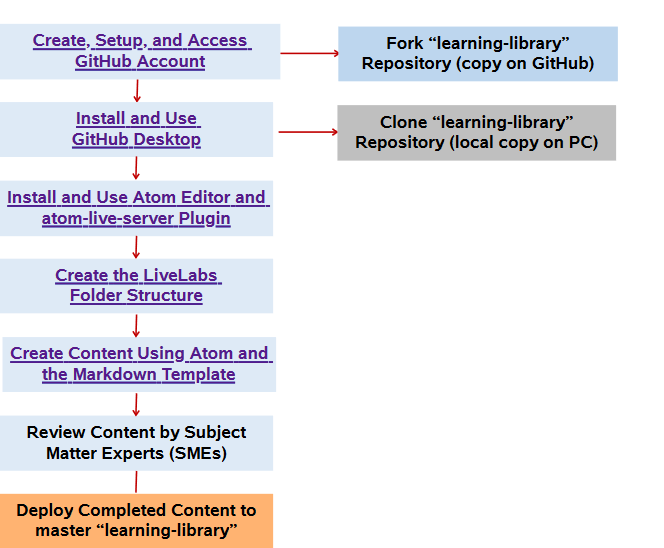 Create, Setup, and Access
GitHub Account
Fork “learning-library”
Repository (copy on GitHub)
Install and Use
GitHub Desktop
Clone “learning-library”
Repository (local copy on PC)
Install and Use Atom Editor and
atom-live-server Plugin
Create the LiveLabs
Folder Structure
Create Content Using Atom and
the Markdown Template
Review Content by Subject
Matter Experts (SMEs)
Deploy Completed Content to
master “learning-library”